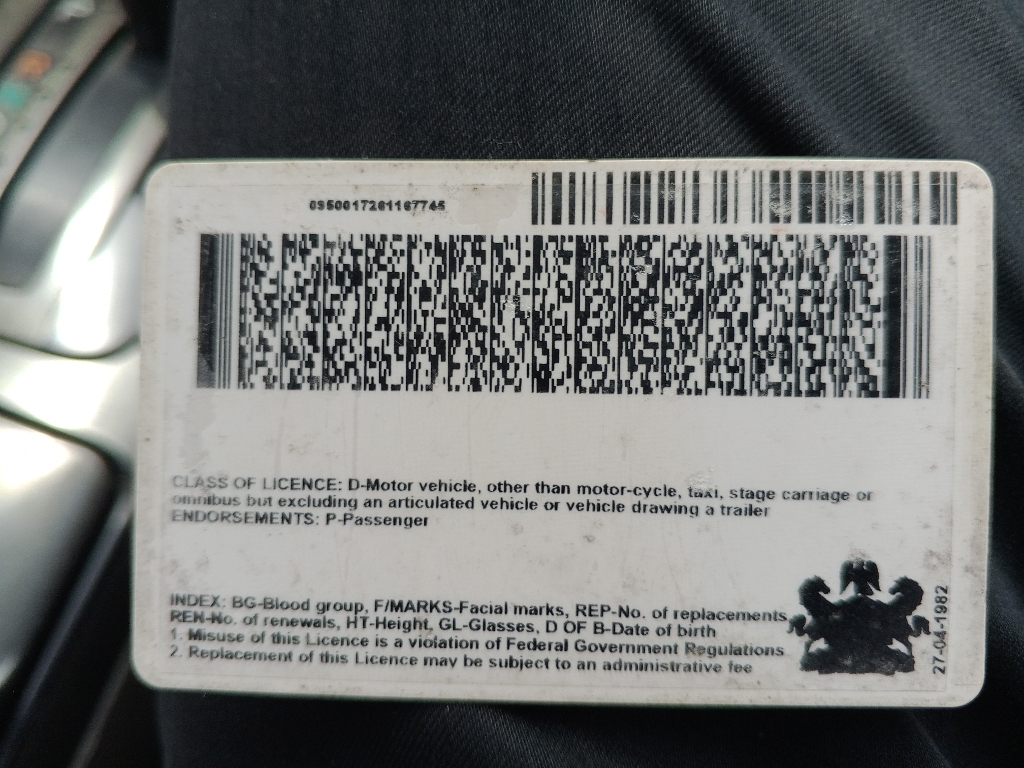 0350017261167745
CLASS OF LICENCE: D-Motor vehicle, other than motor-cycle, taxi, stage carriage or
omnibus but excluding an articulated vehicle or vehicle drawing a trailer
ENDORSEMENTS: P-Passenger
INDEX: BG-Blood group, F/MARKS-Facial marks, REP-No. of replacements
REN-No. of renewals, HT-Height, GL-Glasses, D OF B-Date of birth
1. Misuse of this Licence is a violation of Federal Government Regulations
2. Replacement of this Licence may be subject to an administrative fee
27-04-1982